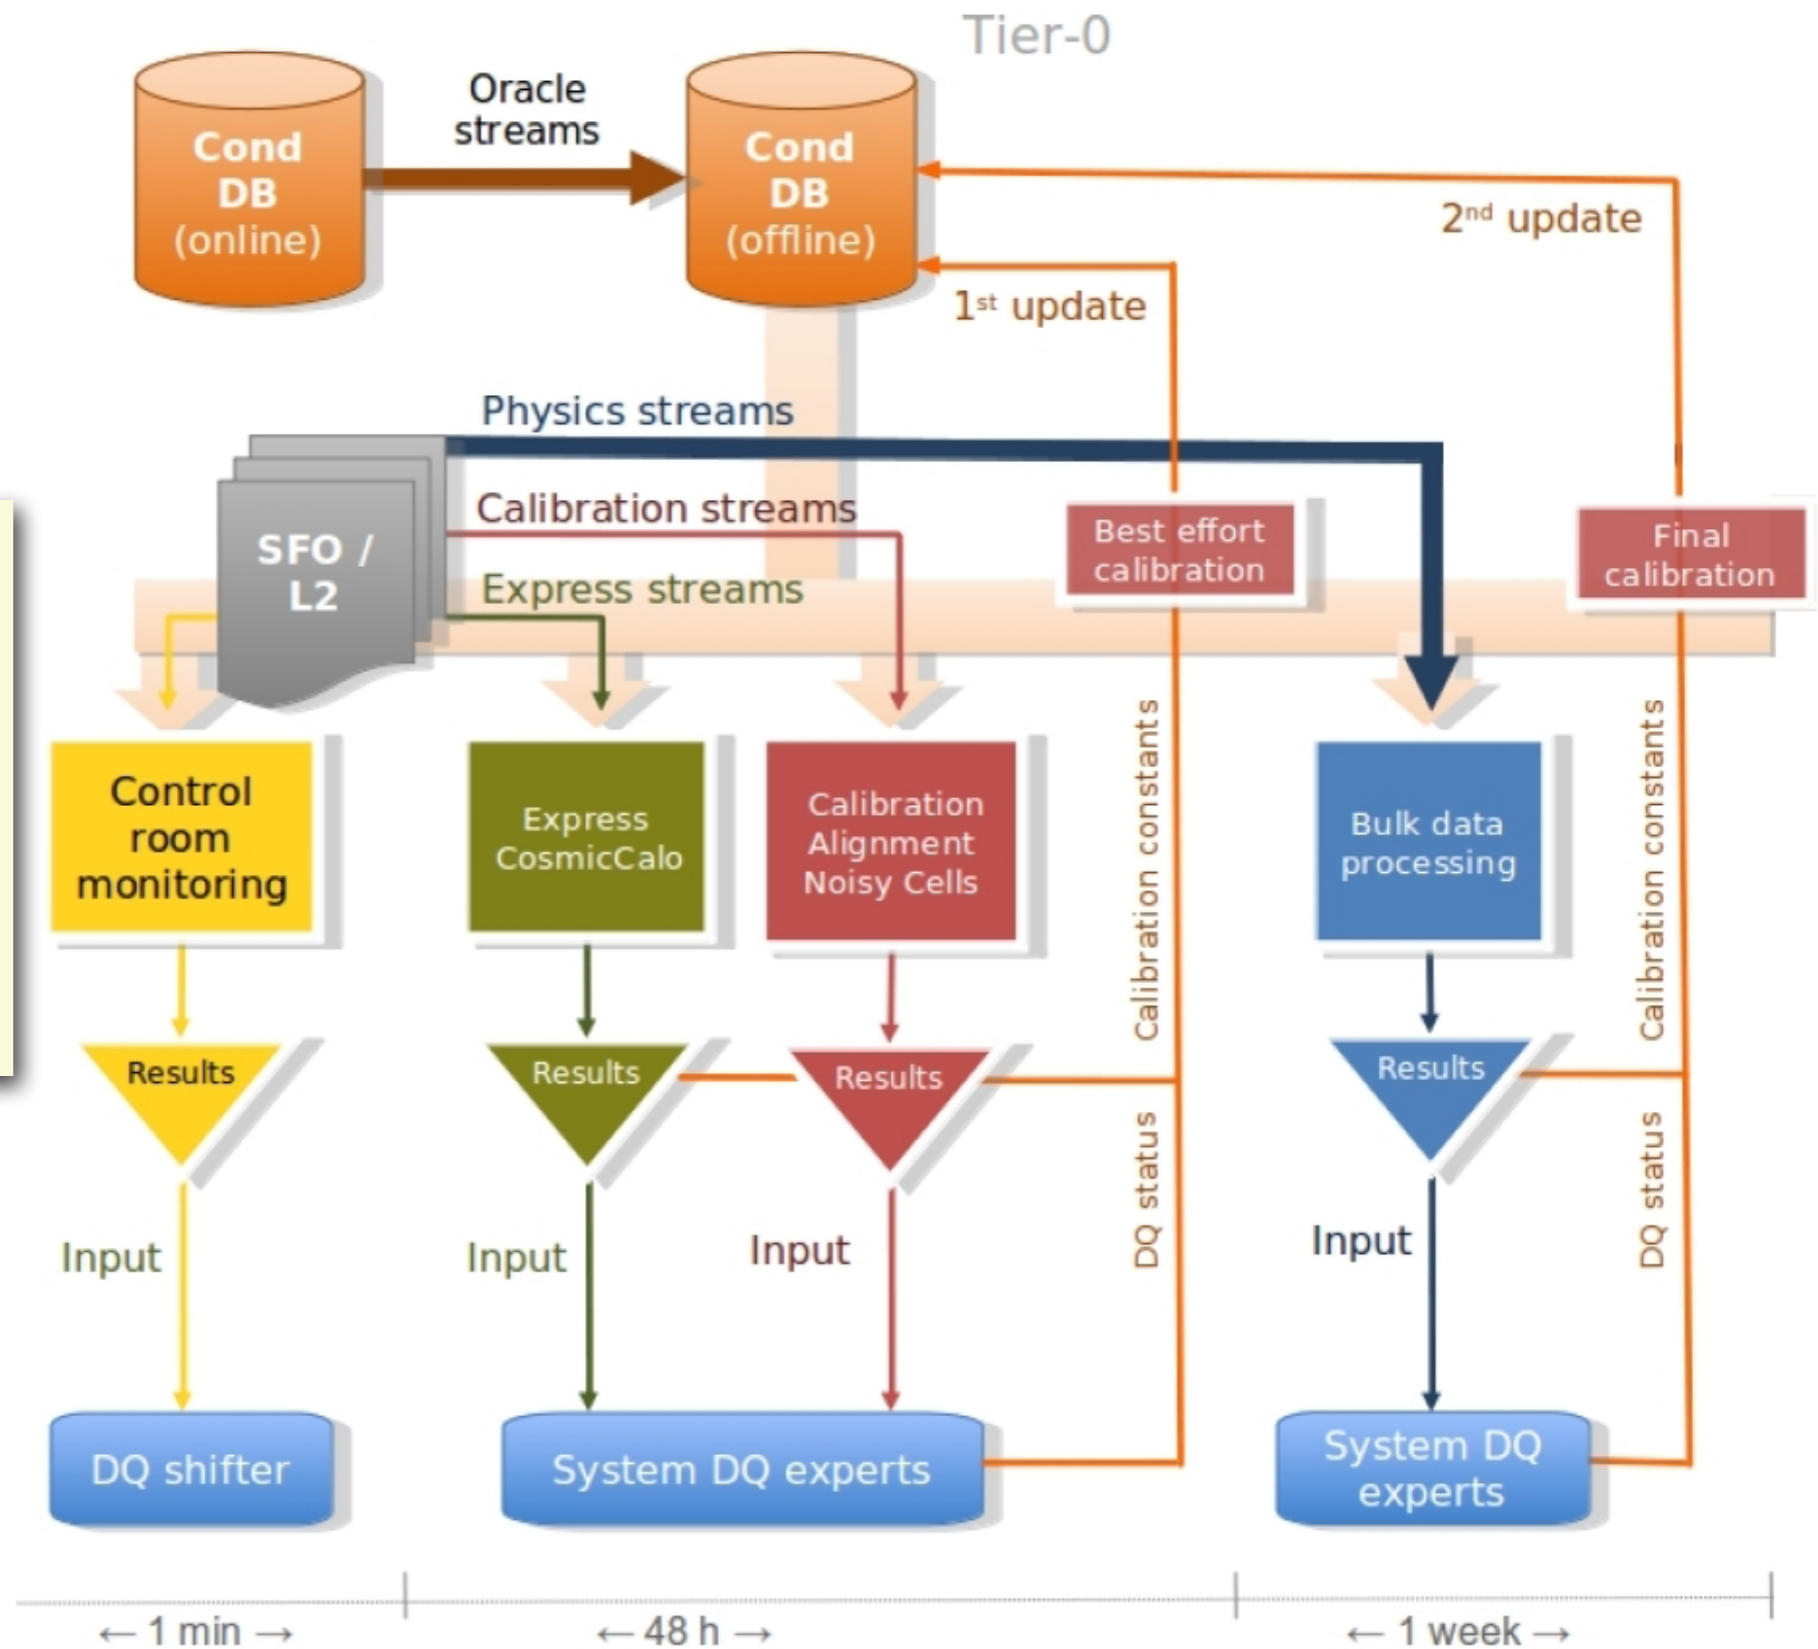 Tier-0
Oracle
streams
Cond
DB
(online)
Cond
DB
(offline)
2nd update
1st update
Physics streams
Calibration streams
Express streams
SFO /
L2
Best effort
calibration
Final
calibration
Control
room
monitoring
Express
CosmicCalo
Calibration
Alignment
Noisy Cells
Calibration constants
Bulk data
processing
Calibration constants
Results
Results
Results
Results
DQ status
DQ status
Input
Input
Input
Input
DQ shifter
System DQ experts
System DQ
experts
← 1 min →
← 48 h →
← 1 week →